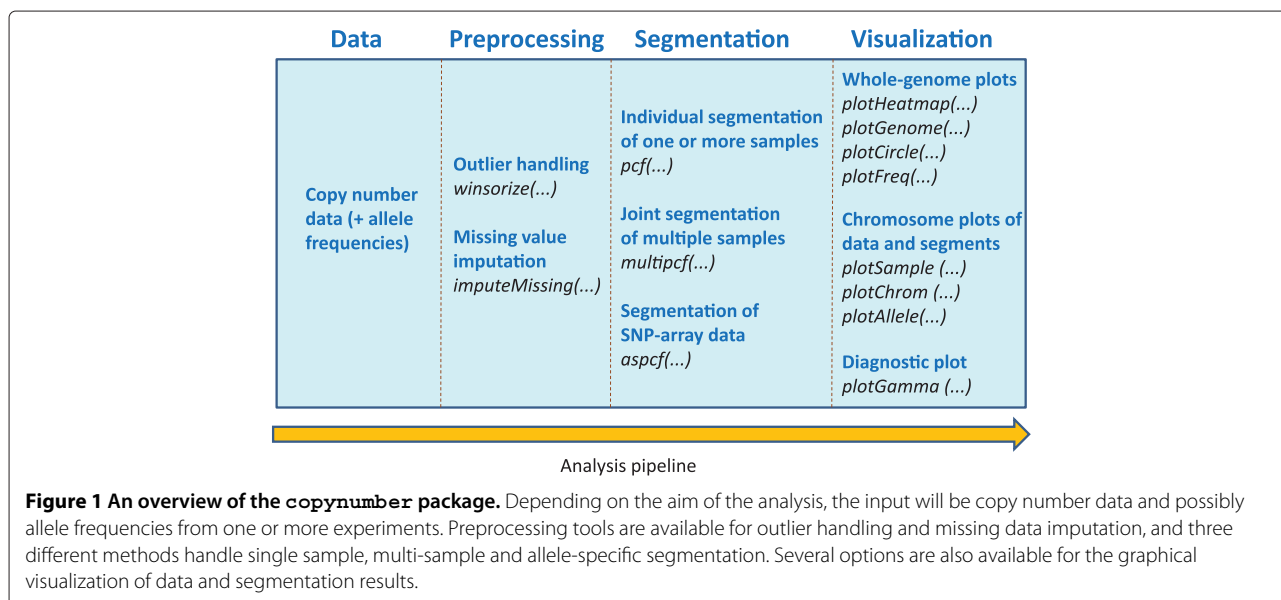 Data
Preprocessing
Segmentation
Visualization
Copy number
data (+ allele
frequencies)
Outlier handling
winsorize(...)
Missing value
imputation
imputeMissing(...)
Individual segmentation
of one or more samples
pcf(...)
Joint segmentation
of multiple samples
multipcf(...)
Segmentation of
SNP-array data
aspcf(...)
Whole-genome plots
plotHeatmap(...)
plotGenome(...)
plotCircle(...)
plotFreq(...)
Chromosome plots of
data and segments
plotSample (...)
plotChrom (...)
plotAllele(...)
Diagnostic plot
plotGamma (...)
Analysis pipeline
Figure 1 An overview of the copynumber package. Depending on the aim of the analysis, the input will be copy number data and possibly
allele frequencies from one or more experiments. Preprocessing tools are available for outlier handling and missing data imputation, and three
different methods handle single sample, multi-sample and allele-specific segmentation. Several options are also available for the graphical
visualization of data and segmentation results.